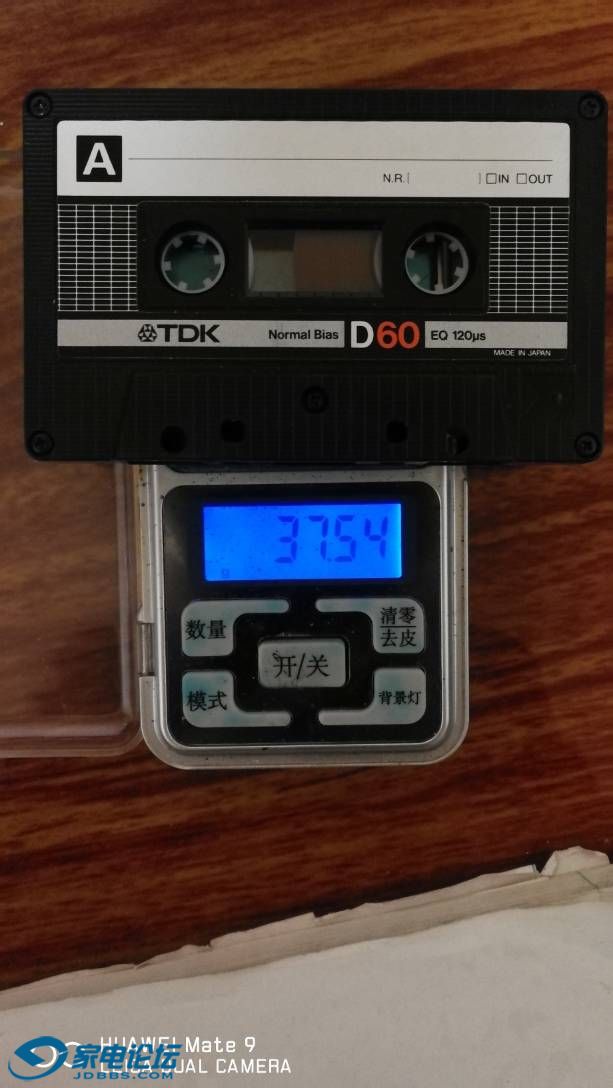 A
N.R.[ ] □IN □OUT
TDK Normal Bias D60 EQ 120μs
MADE IN JAPAN
37.54
g
数量 清零
去皮
开/关
模式 背景灯
HUAWEI Mate 9
LEICA DUAL CAMERA
家电论坛
JDBBS.COM